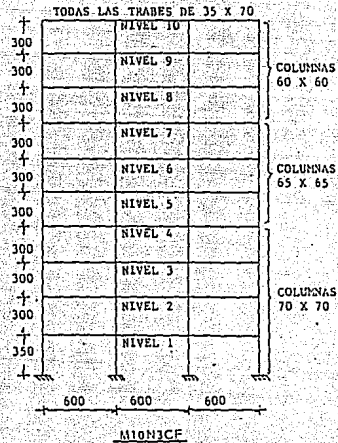 TODAS LAS TRABES DE 35 X 70
NIVEL 10
300
NIVEL 9
300
NIVEL 8
300
COLUMNAS
60 X 60
NIVEL 7
300
NIVEL 6
300
NIVEL 5
300
COLUMNAS
65 X 65
NIVEL 4
300
NIVEL 3
300
NIVEL 2
300
NIVEL 1
350
COLUMNAS
70 X 70
600 600 600
M10N3CF